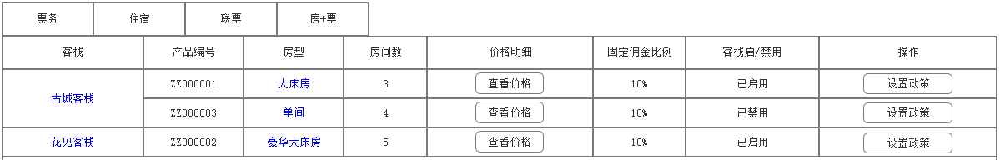 票务 住宿 联票 房+票
客栈 产品编号 房型 房间数 价格明细 固定佣金比例 客栈启/禁用 操作
古城客栈 ZZ000001 大床房 3 查看价格 10% 已启用 设置政策
ZZ000003 单间 4 查看价格 10% 已禁用 设置政策
花见客栈 ZZ000002 豪华大床房 5 查看价格 10% 已启用 设置政策